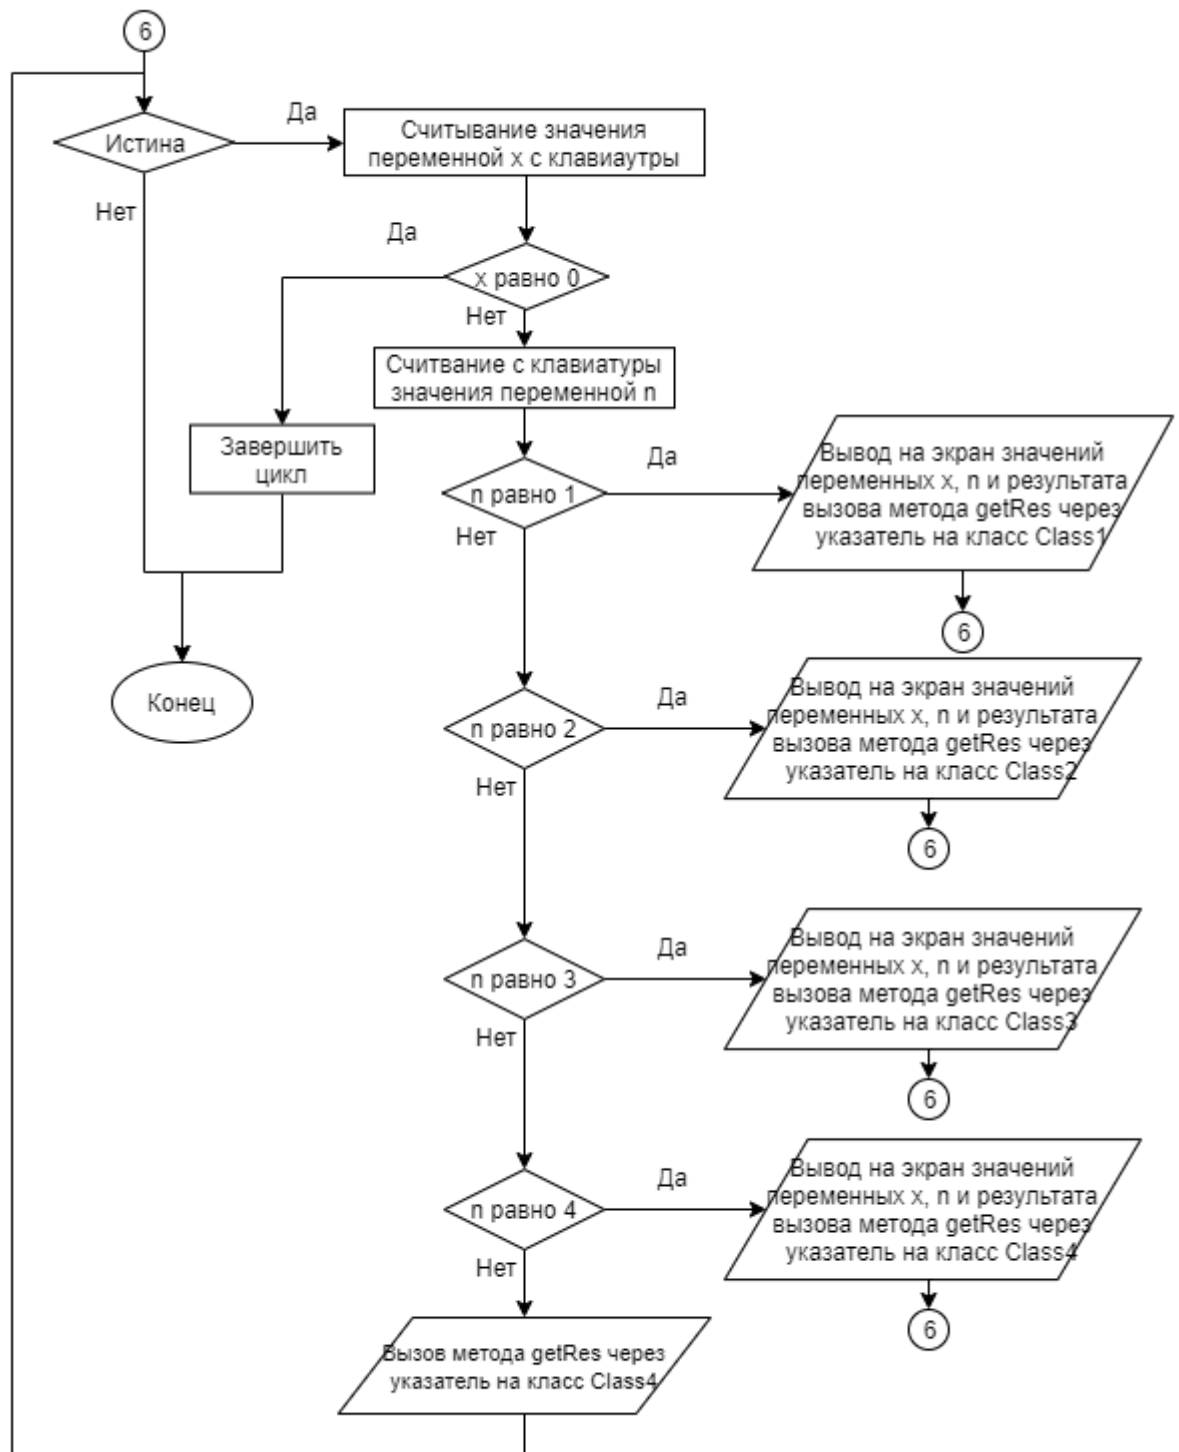 6
Да
Истина
Считывание значения
переменной x с клавиаутры
Нет
Да
x равно 0
Нет
Считвание с клавиатуры
значения переменной n
Завершить
цикл
Да
n равно 1
Вывод на экран значений
переменных x, n и результата
вызова метода getRes через
указатель на класс Class1
Нет
6
Конец
Да
n равно 2
Вывод на экран значений
переменных x, n и результата
вызова метода getRes через
указатель на класс Class2
Нет
6
Да
n равно 3
Вывод на экран значений
переменных x, n и результата
вызова метода getRes через
указатель на класс Class3
Нет
6
Да
n равно 4
Вывод на экран значений
переменных x, n и результата
вызова метода getRes через
указатель на класс Class4
Нет
6
Вызов метода getRes через
указатель на класс Class4